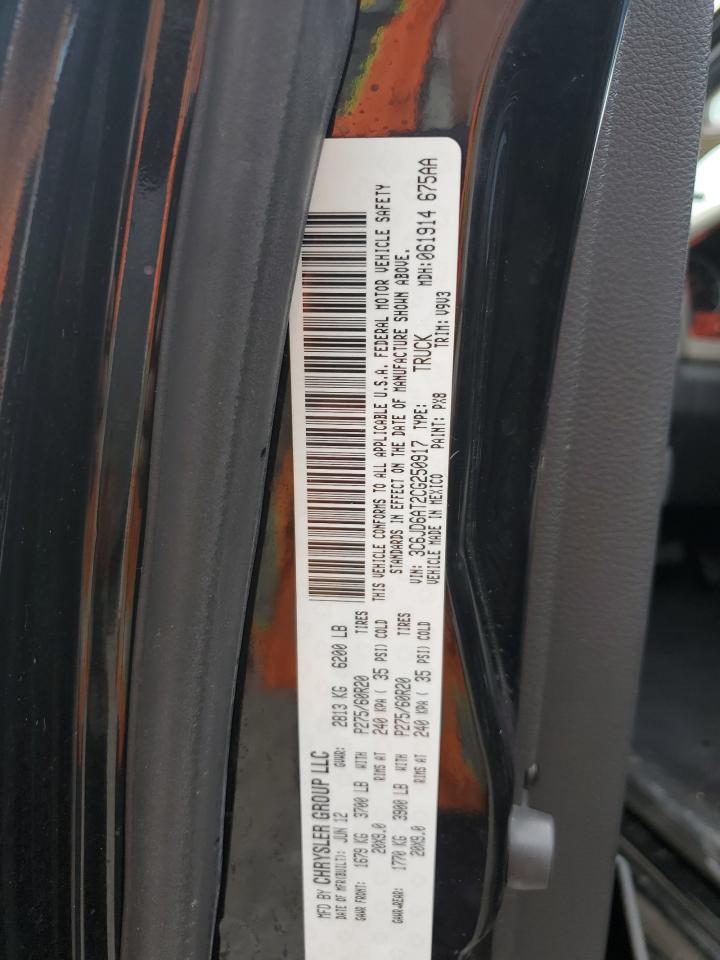 MFD BY CHRYSLER GROUP LLC
DATE OF MFR(BUILT): JUN 12 GVWR: 2813 KG 6200 LB
GAWR FRONT: 1679 KG 3700 LB WITH P275/60R20 TIRES
20X9.0 RIMS AT 240 KPA ( 35 PSI) COLD
GAWR-REAR: 1770 KG 3900 LB WITH P275/60R20 TIRES
20X9.0 RIMS AT 240 KPA ( 35 PSI) COLD
THIS VEHICLE CONFORMS TO ALL APPLICABLE U.S.A. FEDERAL MOTOR VEHICLE SAFETY
STANDARDS IN EFFECT ON THE DATE OF MANUFACTURE SHOWN ABOVE.
VIN: 3C6JD6AT2CG250917 TYPE: TRUCK MDH:061914 675AA
VEHICLE MADE IN MEXICO PAINT: PX8 TRIM: V9V3